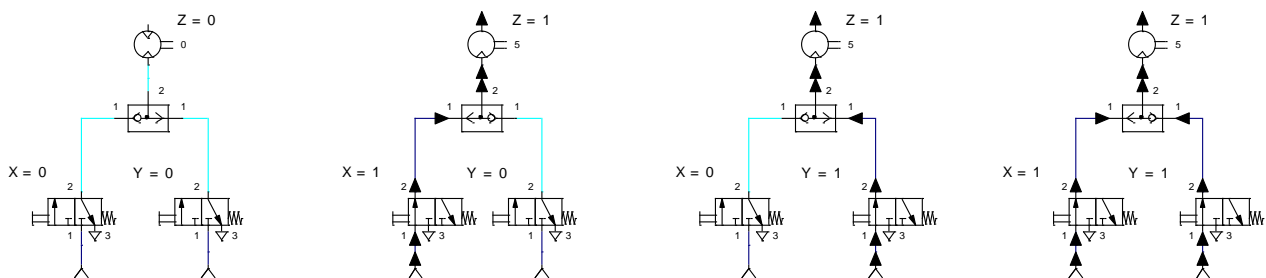 Z = 0 Z = 1 Z = 1 Z = 1
0 5 5 5
2 2 2 2
1 1 1 1 1 1 1 1
X = 0 Y = 0 X = 1 Y = 0 X = 0 Y = 1 X = 1 Y = 1
2 2 2 2 2 2 2 2
1 3 1 3 1 3 1 3 1 3 1 3 1 3 1 3